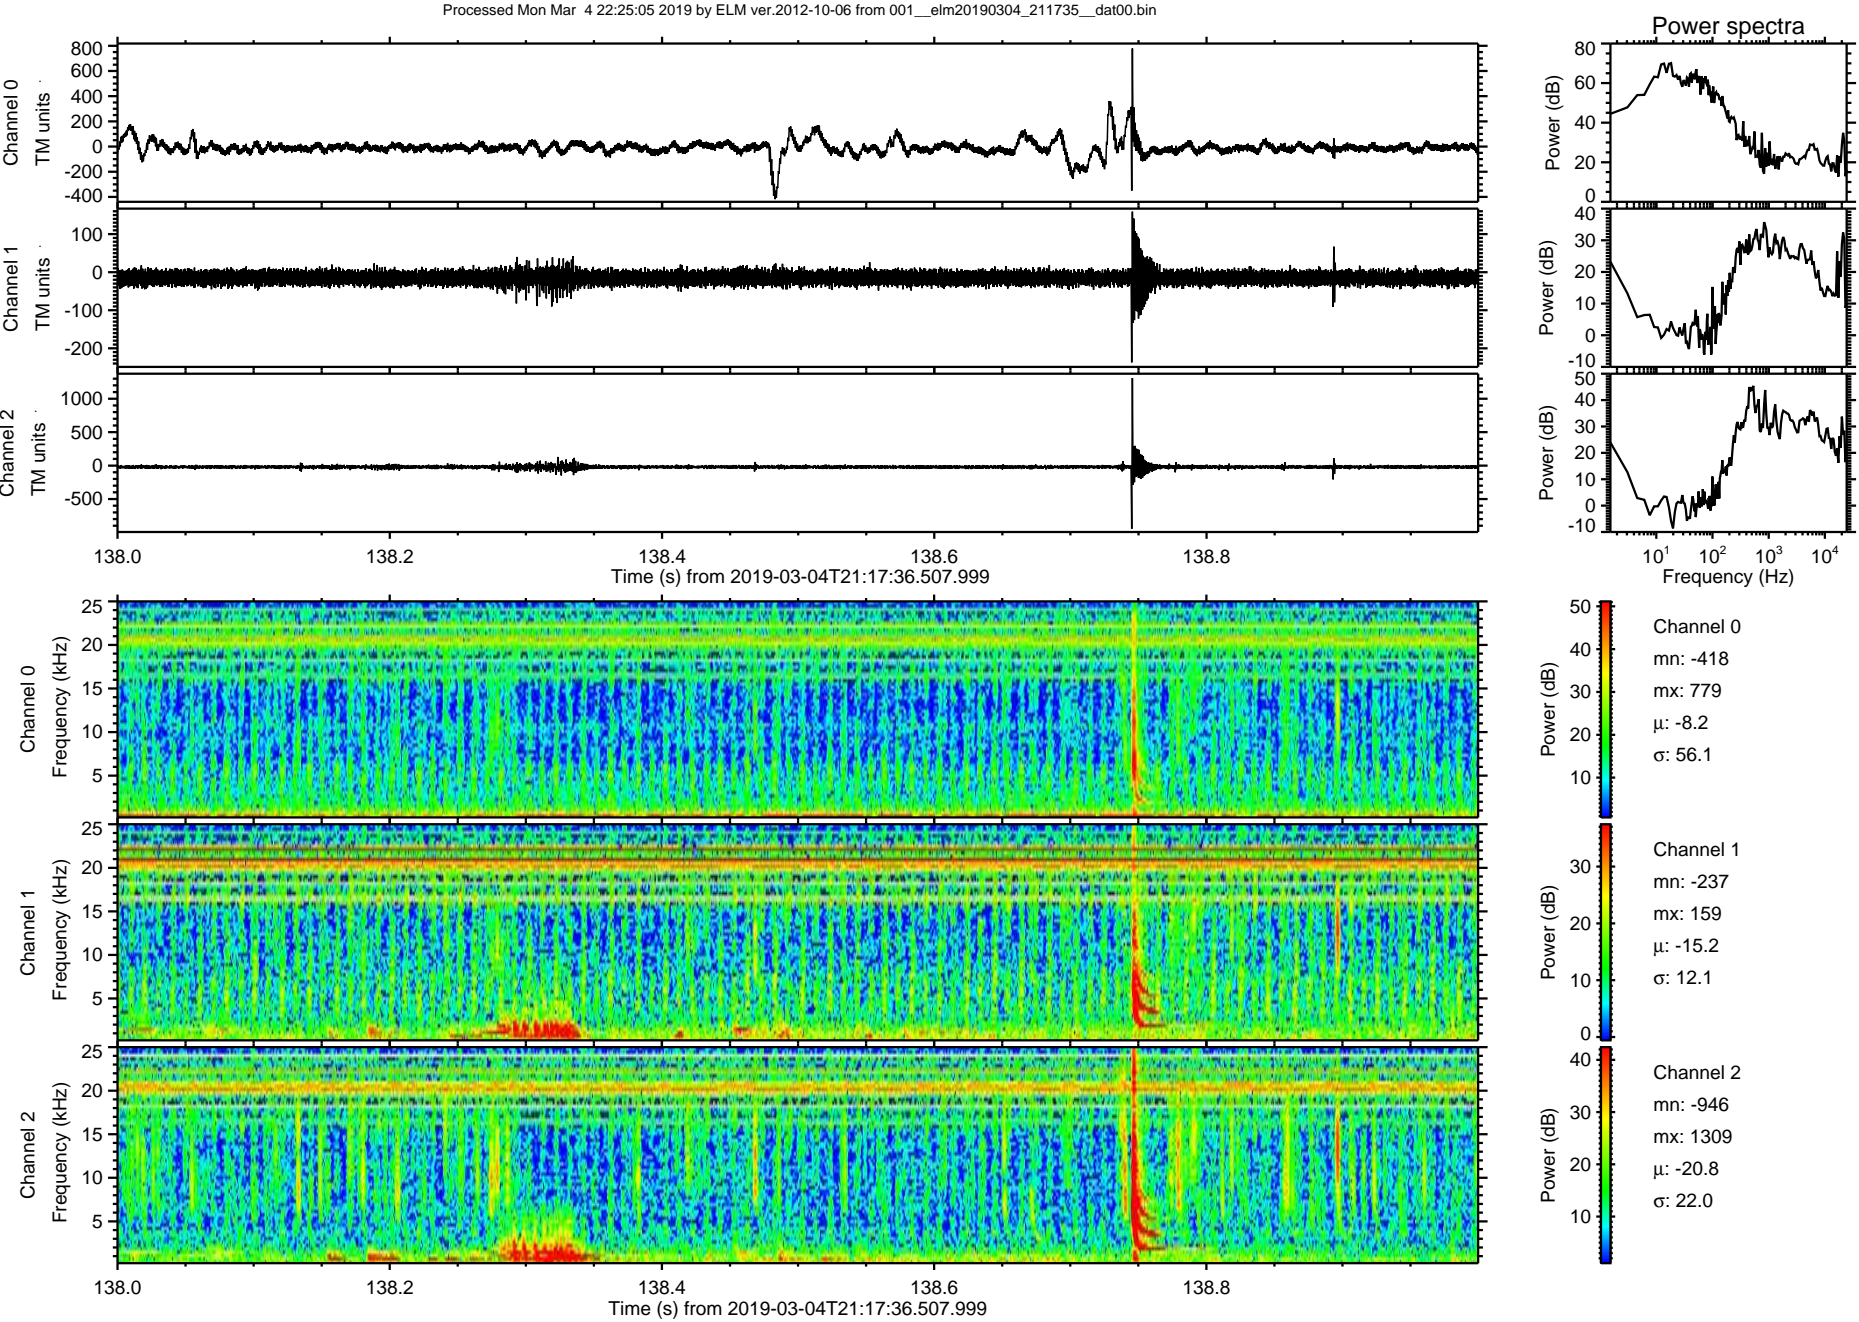 Processed Mon Mar  4 22:25:05 2019 by ELM ver.2012-10-06 from 001__elm20190304_211735__dat00.bin
Power spectra
Channel 0
TM units
800
600
400
200
0
-200
-400
Power (dB)
80
60
40
20
0
Channel 1
TM units
100
0
-100
-200
Power (dB)
40
30
20
10
0
-10
Channel 2
TM units
1000
500
0
-500
Power (dB)
50
40
30
20
10
0
-10
138.0 138.2 138.4 138.6 138.8
Time (s) from 2019-03-04T21:17:36.507.999
10^1 10^2 10^3 10^4
Frequency (Hz)
Channel 0
Frequency (kHz)
25
20
15
10
5
Power (dB)
50
40
30
20
10
Channel 0
mn: -418
mx: 779
μ: -8.2
σ: 56.1
Channel 1
Frequency (kHz)
25
20
15
10
5
Power (dB)
30
20
10
0
Channel 1
mn: -237
mx: 159
μ: -15.2
σ: 12.1
Channel 2
Frequency (kHz)
25
20
15
10
5
Power (dB)
40
30
20
10
Channel 2
mn: -946
mx: 1309
μ: -20.8
σ: 22.0
138.0 138.2 138.4 138.6 138.8
Time (s) from 2019-03-04T21:17:36.507.999